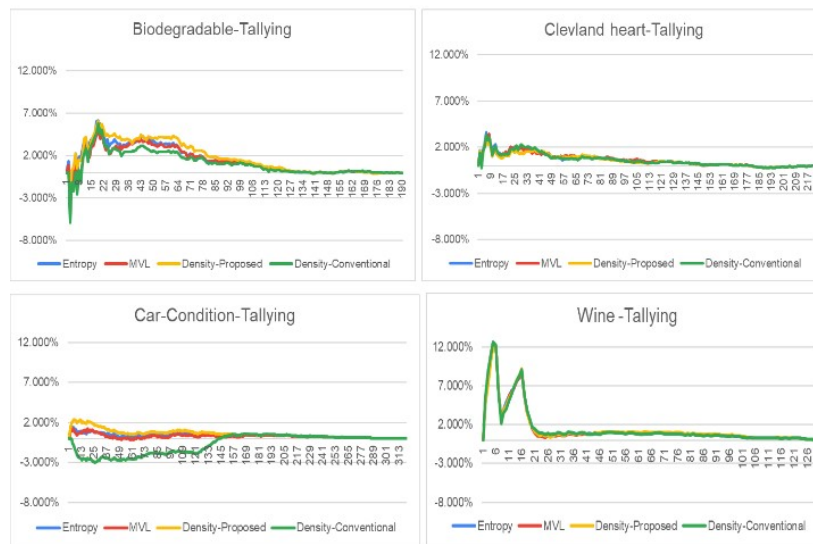 Biodegradable-Tallying
12.000%
7.000%
2.000%
-3.000%
-8.000%
1 15 22 29 36 43 50 57 64 71 78 85 92 99 106 113 120 127 134 141 148 155 162 169 176 183 190
Entropy MVL Density-Proposed Density-Conventional
Clevland heart-Tallying
12.000%
7.000%
2.000%
-3.000%
-8.000%
1 9 17 25 33 41 49 57 65 73 81 89 97 105 113 121 129 137 145 153 161 169 177 185 193 201 209 217
Entropy MVL Density-Proposed Density-Conventional
Car-Condition-Tallying
12.000%
7.000%
2.000%
-3.000%
-8.000%
1 13 25 37 49 61 73 85 97 109 121 133 145 157 169 181 193 205 217 229 241 253 265 277 289 301 313
Entropy MVL Density-Proposed Density-Conventional
Wine -Tallying
12.000%
7.000%
2.000%
-3.000%
-8.000%
1 6 11 16 21 26 31 36 41 46 51 56 61 66 71 76 81 86 91 96 101 106 111 116 121 126
Entropy MVL Density-Proposed Density-Conventional